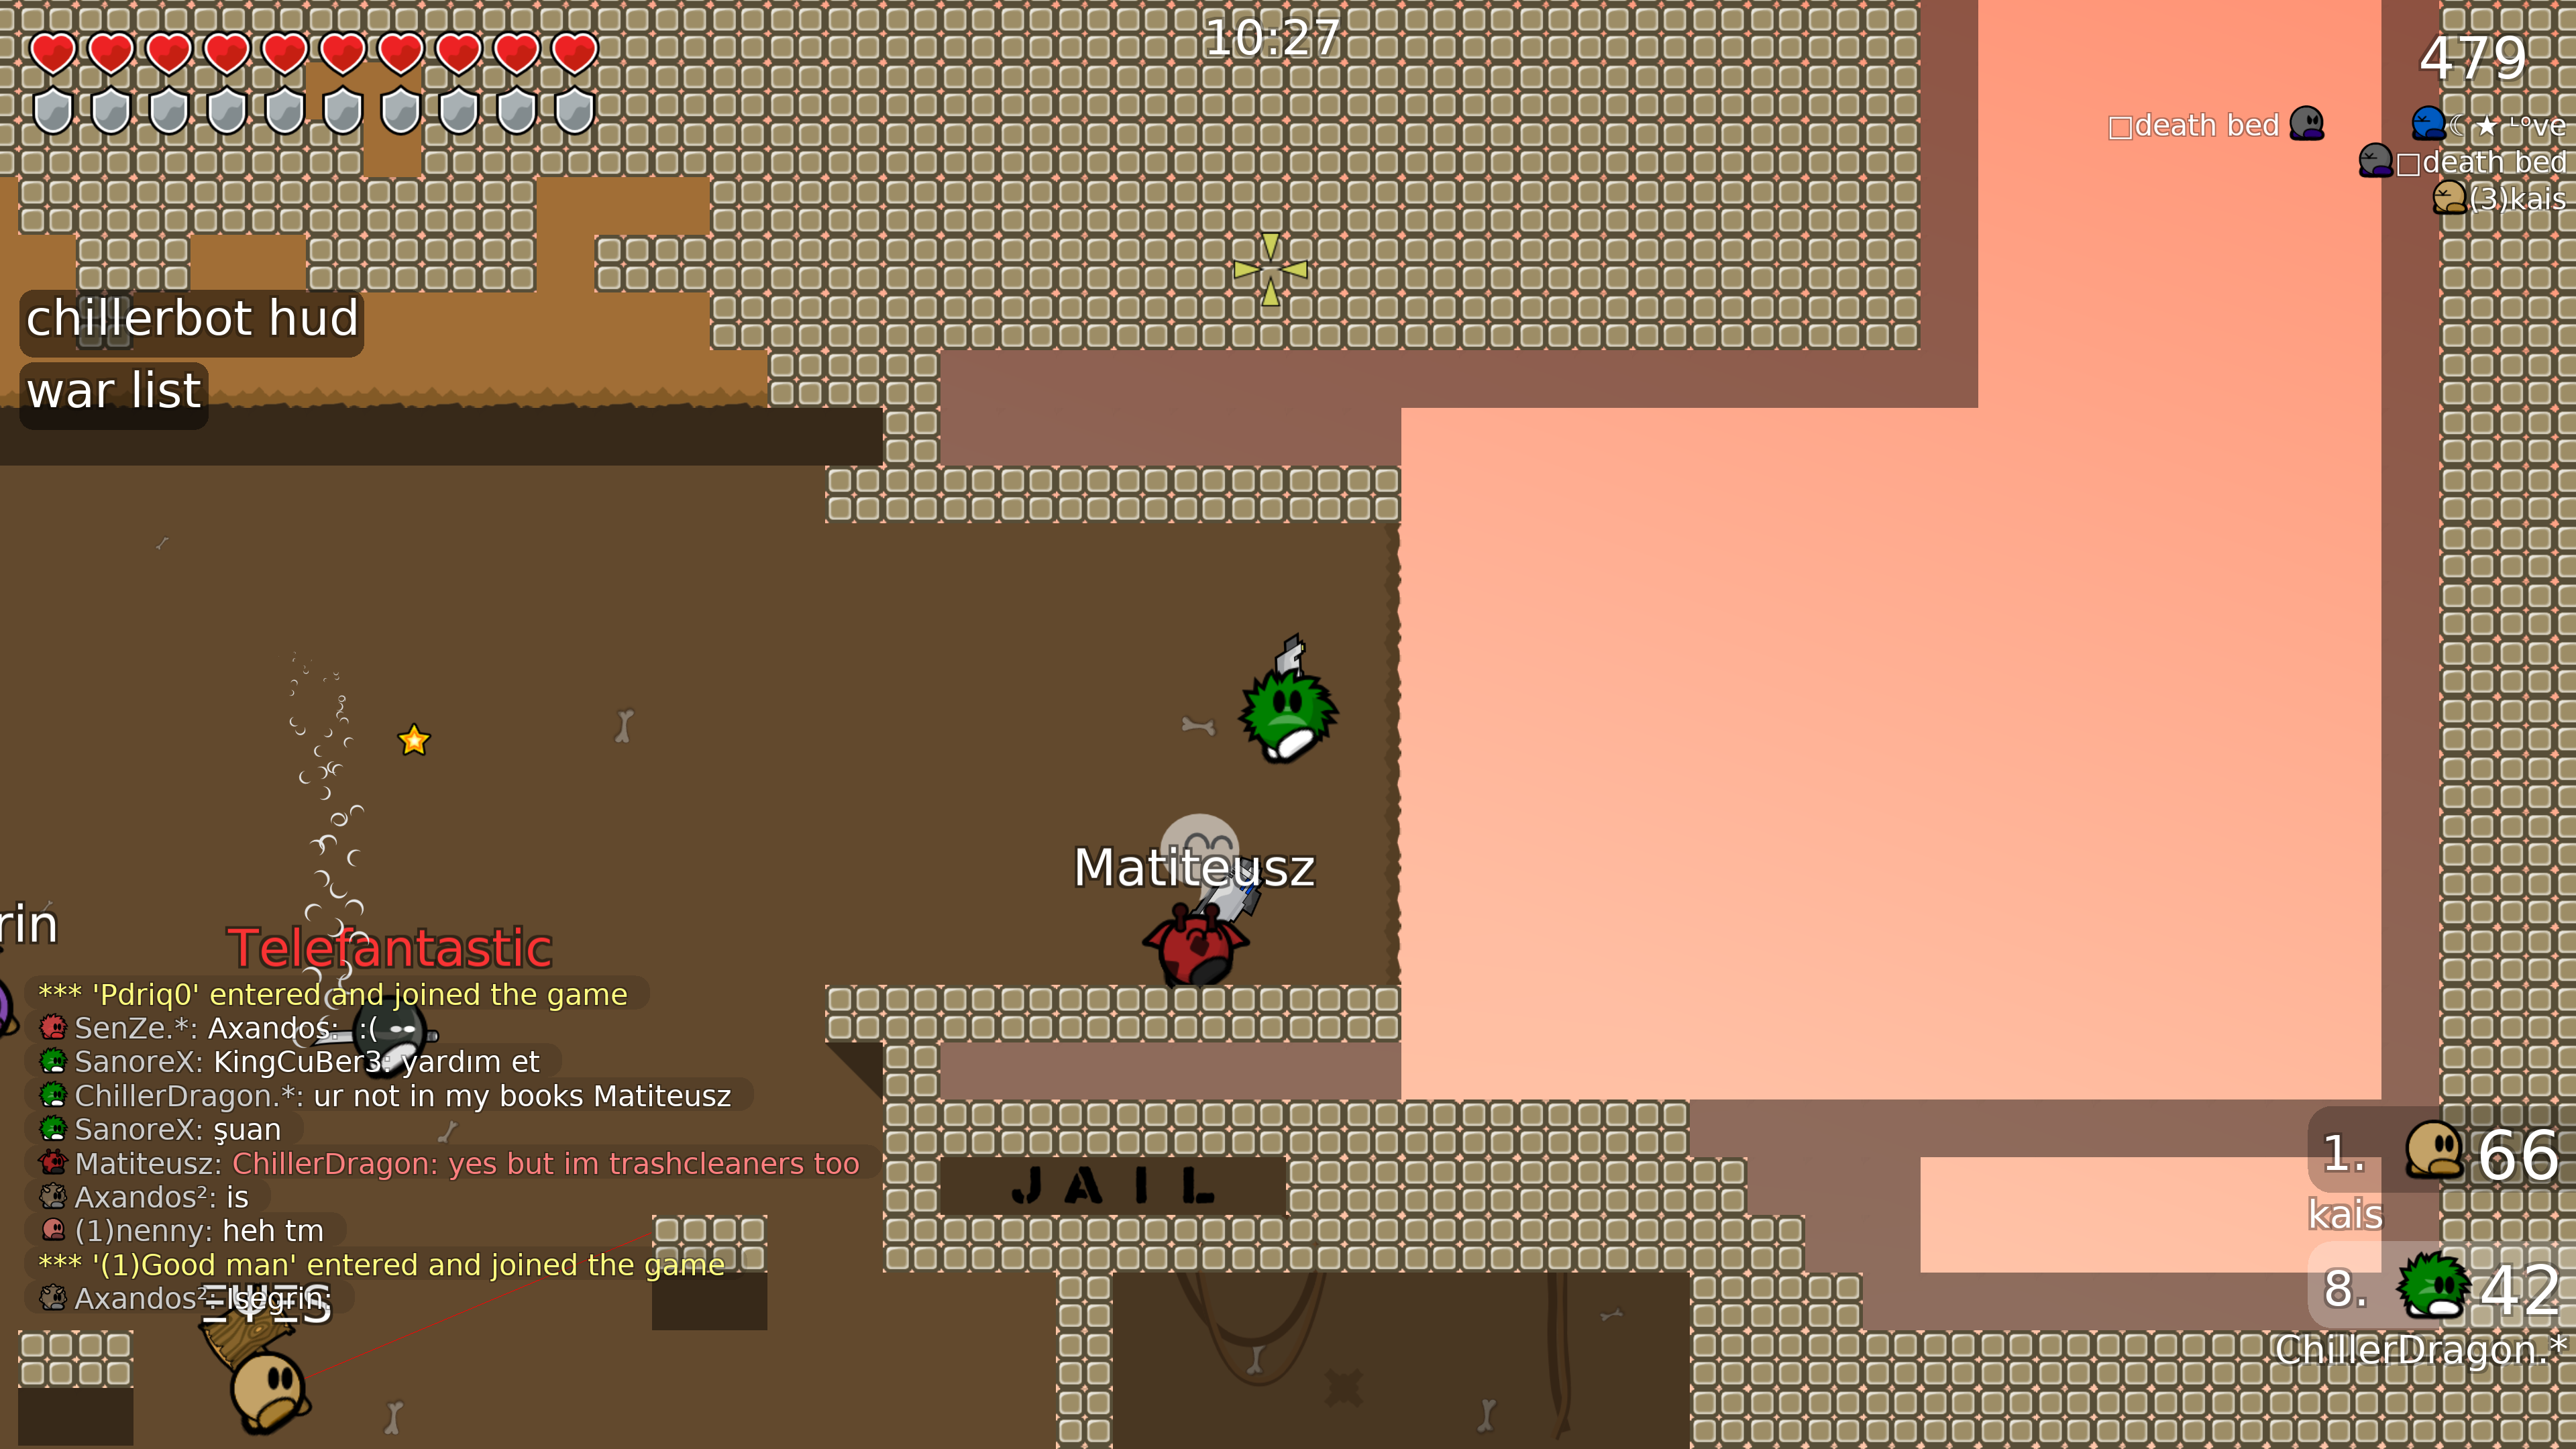 10:27
479
□death bed
☾★ ᴸᵒve
□death bed
(3)kais
chillerbot hud
war list
Matiteusz
rin
Telefantastic
*** 'Pdriq0' entered and joined the game
SenZe.*: Axandos: :(
SanoreX: KingCuBer3: yardım et
ChillerDragon.*: ur not in my books Matiteusz
SanoreX: şuan
Matiteusz: ChillerDragon: yes but im trashcleaners too
Axandos²: is
(1)nenny: heh tm
*** '(1)Good man' entered and joined the game
Axandos²: Isegrin:
JAIL
1. 66
kais
8. 42
ChillerDragon.*